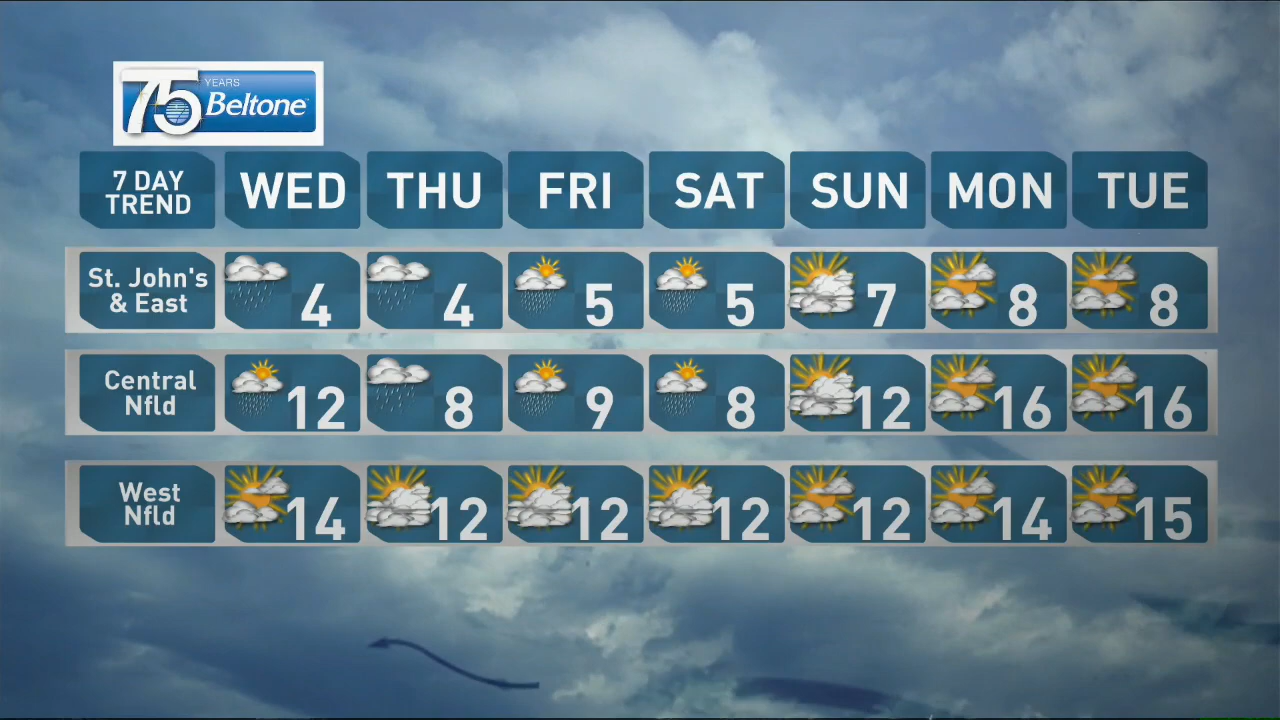 75 YEARS
Beltone
7 DAY
TREND
WED THU FRI SAT SUN MON TUE
St. John's
& East
4 4 5 5 7 8 8
Central
Nfld
12 8 9 8 12 16 16
West
Nfld
14 12 12 12 12 14 15